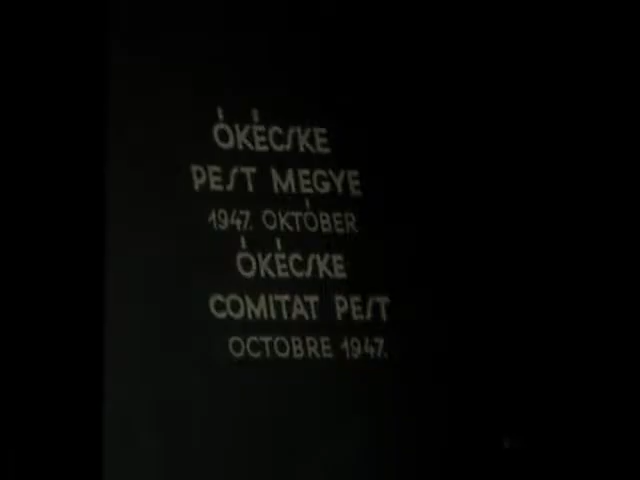 ÓKÉCSKE
PEST MEGYE
1947. OKTÓBER
ÓKÉCSKE
COMITAT PEST
OCTOBRE 1947.